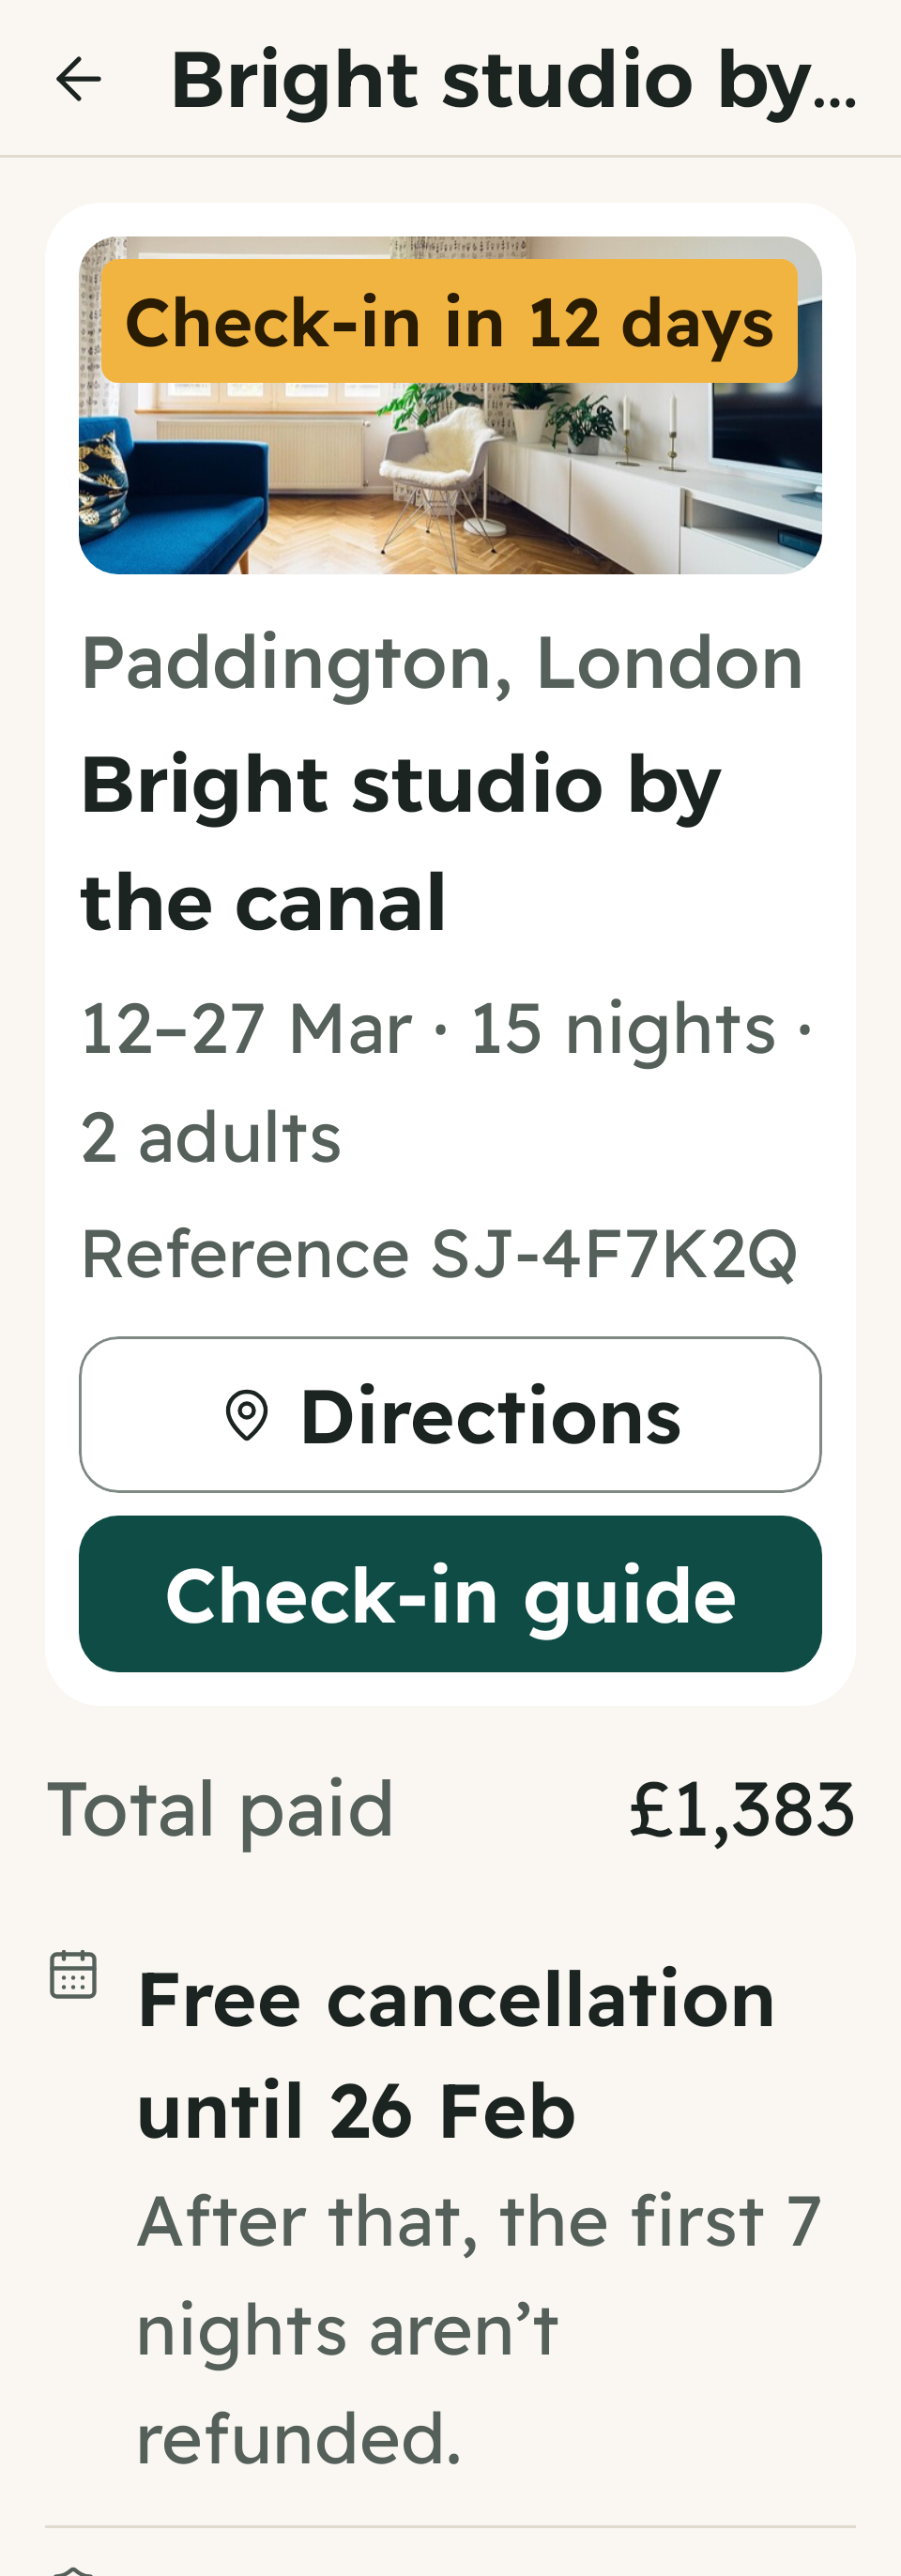 Bright studio by...
Check-in in 12 days
Paddington, London
Bright studio by
the canal
12–27 Mar · 15 nights ·
2 adults
Reference SJ-4F7K2Q
Directions
Check-in guide
Total paid £1,383
Free cancellation
until 26 Feb
After that, the first 7
nights aren’t
refunded.